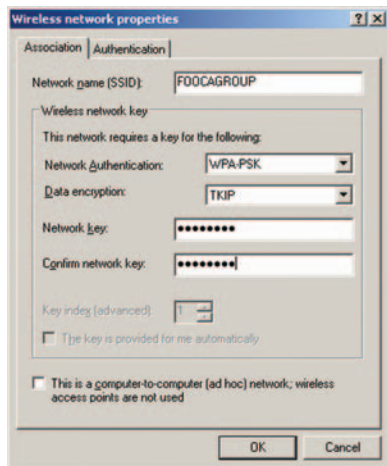 Wireless network properties
Association
Authentication
Network name (SSID):
FOOCAGROUP
Wireless network key
This network requires a key for the following:
Network Authentication:
WPA-PSK
Data encryption:
TKIP
Network key:
••••••••
Confirm network key:
••••••••
Key index (advanced):
1
The key is provided for me automatically
This is a computer-to-computer (ad hoc) network; wireless
access points are not used
OK
Cancel